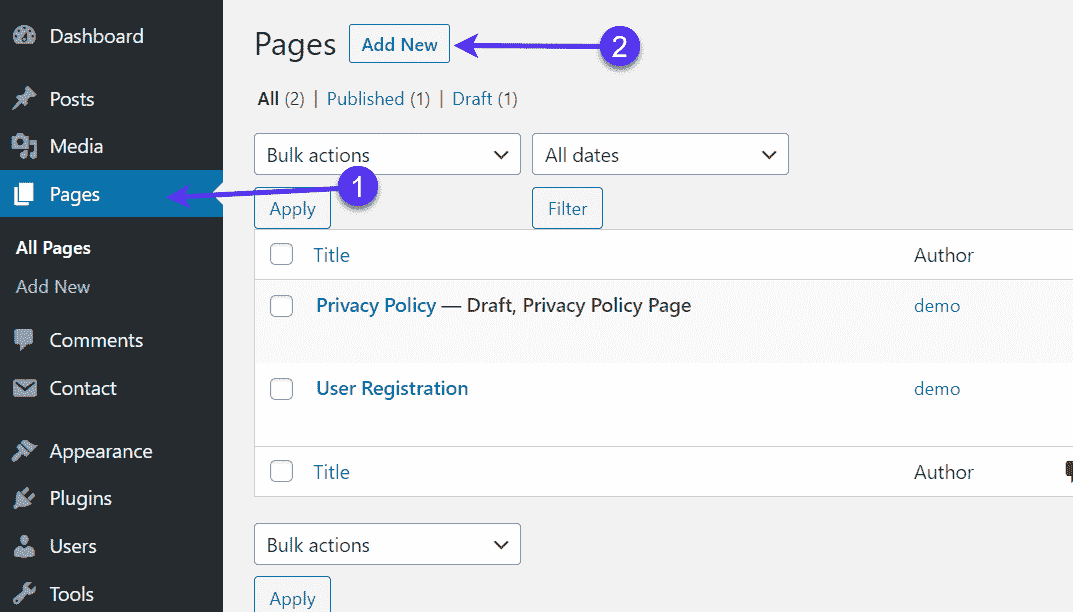 Dashboard
Posts
Media
Pages
All Pages
Add New
Comments
Contact
Appearance
Plugins
Users
Tools
Pages Add New 2
All (2) | Published (1) | Draft (1)
Bulk actions All dates
1
Apply Filter
Title Author
Privacy Policy — Draft, Privacy Policy Page demo
User Registration demo
Title Author
Bulk actions
Apply